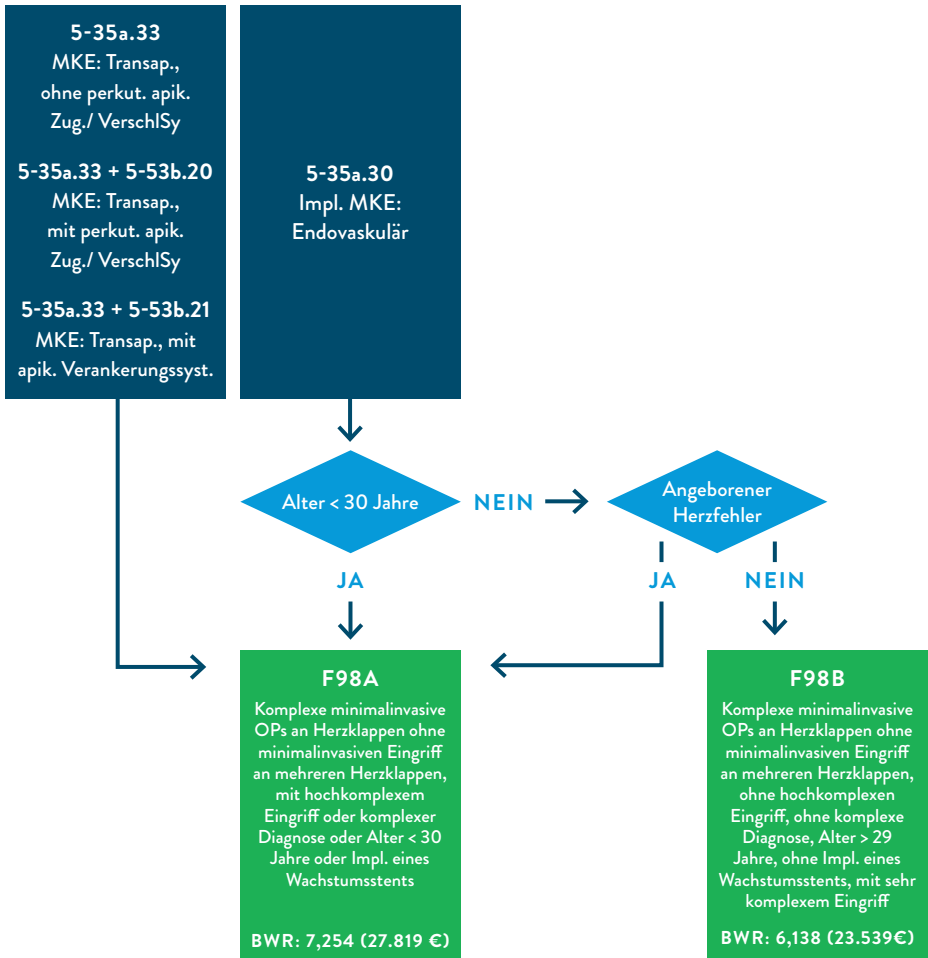 5-35a.33
MKE: Transap.,
ohne perkut. apik.
Zug./ VerschlSy
5-35a.33 + 5-53b.20
MKE: Transap.,
mit perkut. apik.
Zug./ VerschlSy
5-35a.33 + 5-53b.21
MKE: Transap., mit
apik. Verankerungssyst.
5-35a.30
Impl. MKE:
Endovaskulär
Alter < 30 Jahre
NEIN
Angeborener
Herzfehler
JA
JA
NEIN
F98A
Komplexe minimalinvasive
OPs an Herzklappen ohne
minimalinvasiven Eingriff
an mehreren Herzklappen,
mit hochkomplexem
Eingriff oder komplexer
Diagnose oder Alter < 30
Jahre oder Impl. eines
Wachstumsstents
BWR: 7,254 (27.819 €)
F98B
Komplexe minimalinvasive
OPs an Herzklappen ohne
minimalinvasiven Eingriff
an mehreren Herzklappen,
ohne hochkomplexen
Eingriff, ohne komplexe
Diagnose, Alter > 29
Jahre, ohne Impl. eines
Wachstumsstents, mit sehr
komplexem Eingriff
BWR: 6,138 (23.539€)